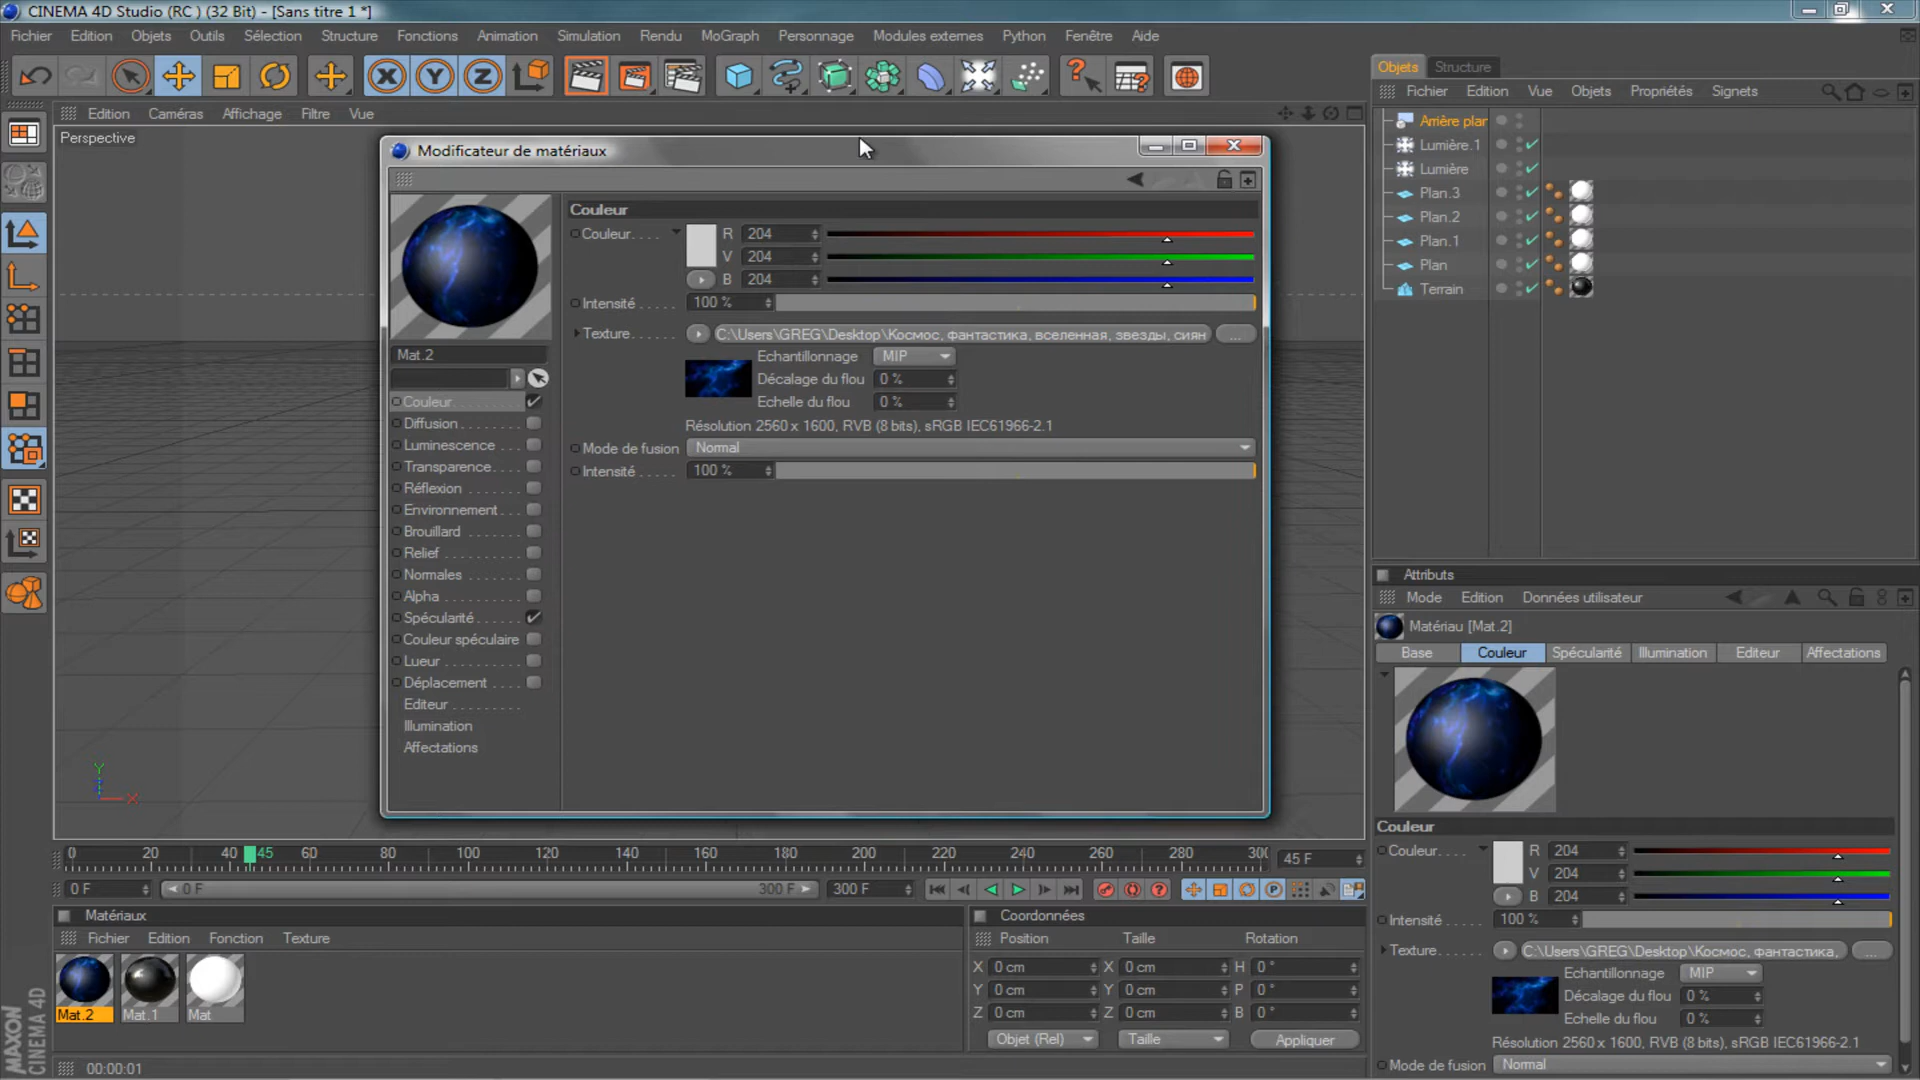 CINEMA 4D Studio (RC ) (32 Bit) - [Sans titre 1 *]
Fichier Edition Objets Outils Sélection Structure Fonctions Animation Simulation Rendu MoGraph Personnage Modules externes Python Fenêtre Aide
X Y Z
Objets Structure
Fichier Edition Vue Objets Propriétés Signets
Edition Caméras Affichage Filtre Vue
Perspective
Arrière plan
Lumière.1
Lumière
Plan.3
Plan.2
Plan.1
Plan
Terrain
Modificateur de matériaux
Mat.2
Couleur
Diffusion
Luminescence
Transparence
Réflexion
Environnement
Brouillard
Relief
Normales
Alpha
Spécularité
Couleur spéculaire
Lueur
Déplacement
Editeur
Illumination
Affectations
Couleur
Couleur R 204
V 204
B 204
Intensité 100 %
Texture C:\Users\GREG\Desktop\Космос, фантастика, вселенная, звезды, сиян ...
Echantillonnage MIP
Décalage du flou 0 %
Echelle du flou 0 %
Résolution 2560 x 1600, RVB (8 bits), sRGB IEC61966-2.1
Mode de fusion Normal
Intensité 100 %
Attributs
Mode Edition Données utilisateur
Matériau [Mat.2]
Base Couleur Spécularité Illumination Editeur Affectations
Couleur
Couleur R 204
V 204
B 204
Intensité 100 %
Texture C:\Users\GREG\Desktop\Космос, фантастика, ...
Echantillonnage MIP
Décalage du flou 0 %
Echelle du flou 0 %
Résolution 2560 x 1600, RVB (8 bits), sRGB IEC61966-2.1
Mode de fusion Normal
Y
Z
X
0 20 40 45 60 80 100 120 140 160 180 200 220 240 260 280 300 45 F
0 F 0 F 300 F 300 F
Matériaux
Fichier Edition Fonction Texture
Mat.2 Mat.1 Mat
Coordonnées
Position Taille Rotation
X 0 cm X 0 cm H 0 °
Y 0 cm Y 0 cm P 0 °
Z 0 cm Z 0 cm B 0 °
Objet (Rel) Taille Appliquer
MAXON
CINEMA 4D
00:00:01